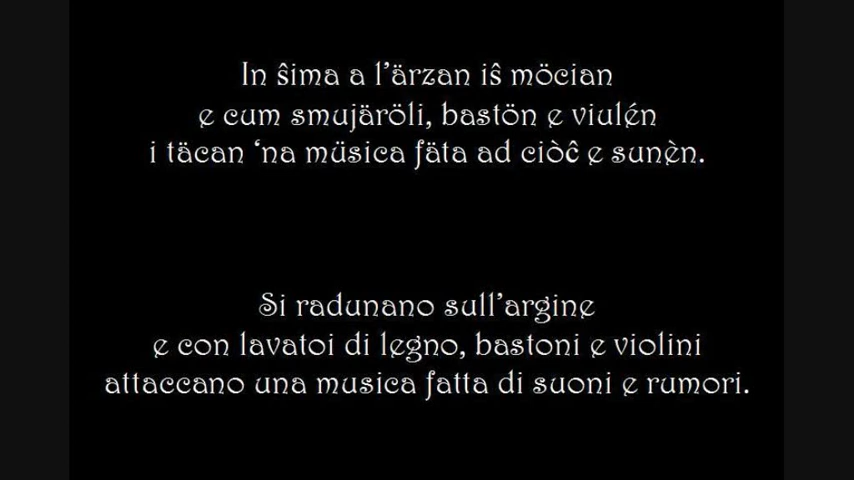 In ŝima a l'ärzan iŝ möcian
e cum smujäröli, bastön e viulén
i täcan 'na müsica fäta ad ciòĉ e sunèn.
Si radunano sull'argine
e con lavatoi di legno, bastoni e violini
attaccano una musica fatta di suoni e rumori.